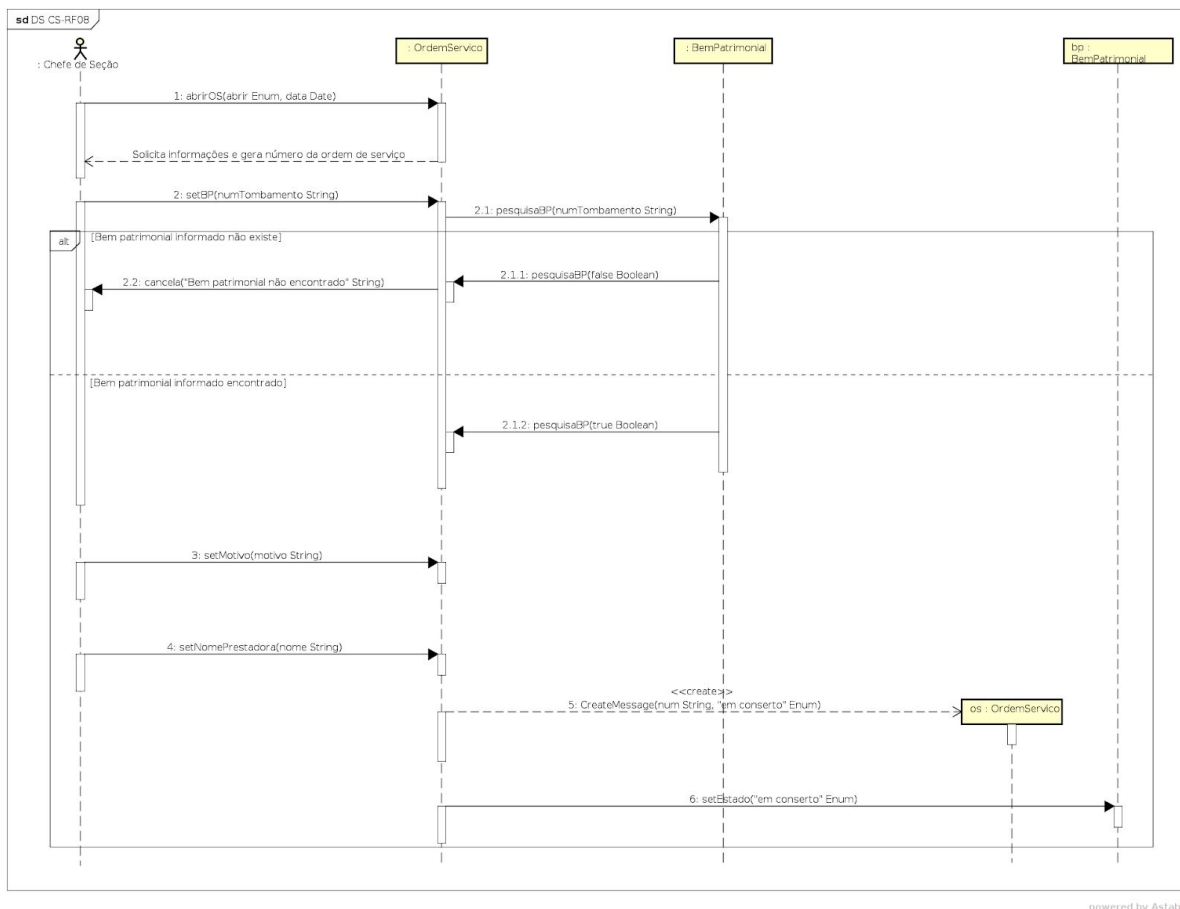 sd DS CS-RF08
: Chefe de Seção
: OrdemServico
: BemPatrimonial
bp :
BemPatrimonial
1: abrirOS(abrir Enum, data Date)
Solicita informações e gera número da ordem de serviço
2: setBP(numTombamento String)
2.1: pesquisaBP(numTombamento String)
alt
[Bem patrimonial informado não existe]
2.1.1: pesquisaBP(false Boolean)
2.2: cancela("Bem patrimonial não encontrado" String)
[Bem patrimonial informado encontrado]
2.1.2: pesquisaBP(true Boolean)
3: setMotivo(motivo String)
4: setNomePrestadora(nome String)
<<create>>
5: CreateMessage(num String, "em conserto" Enum)
os : OrdemServico
6: setEstado("em conserto" Enum)
powered by Astah